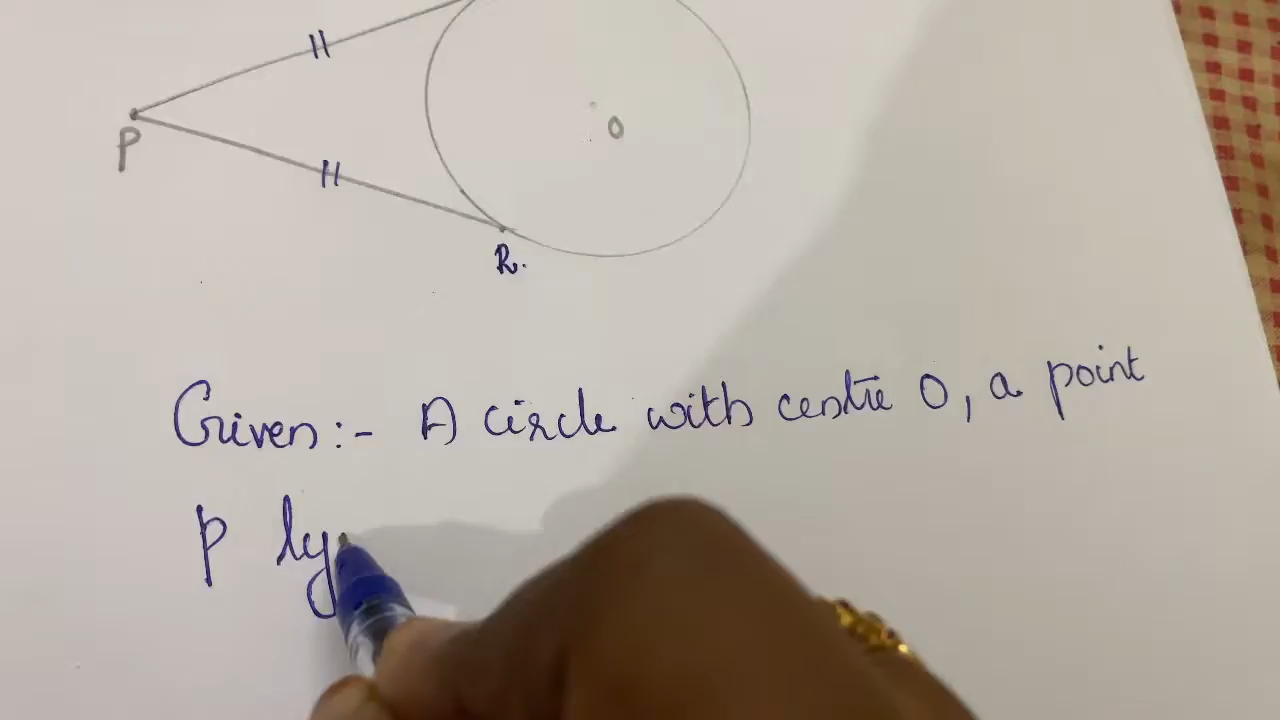 P
O
R.
Given:- A circle with centre O, a point
P ly